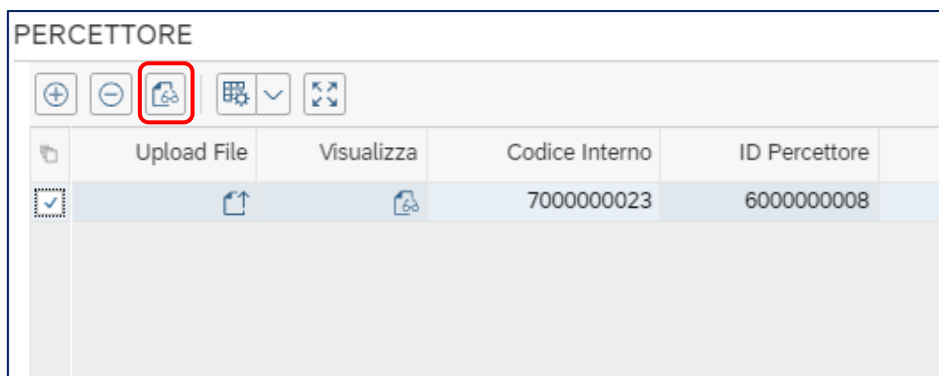 PERCETTORE
Upload File Visualizza Codice Interno ID Percettore
7000000023 6000000008